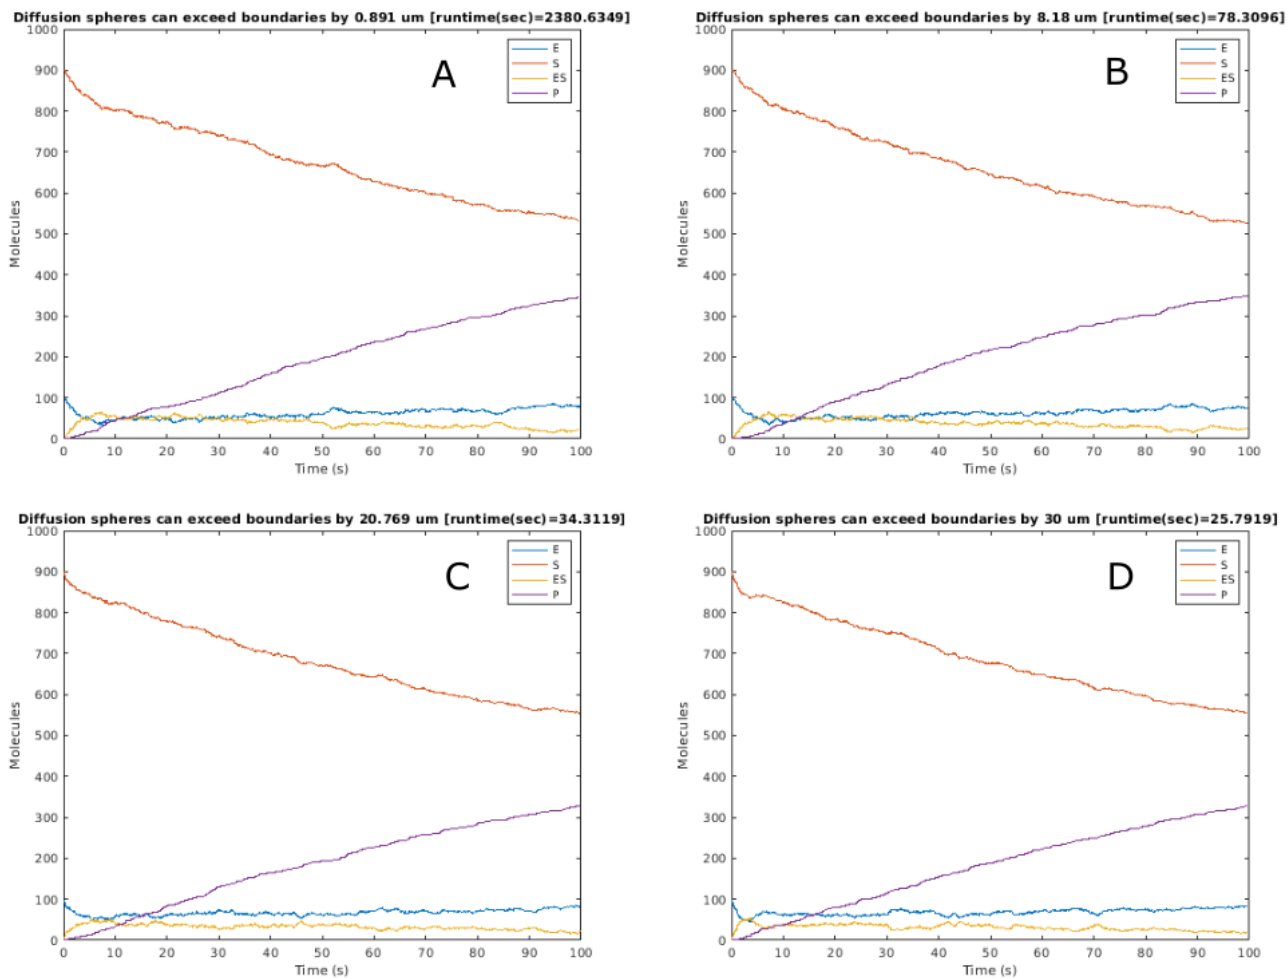 Diffusion spheres can exceed boundaries by 0.891 um [runtime(sec)=2380.6349]
1000
900
800
700
600
500
400
300
200
100
0
Molecules
A
E
S
ES
P
0 10 20 30 40 50 60 70 80 90 100
Time (s)
Diffusion spheres can exceed boundaries by 8.18 um [runtime(sec)=78.3096]
1000
900
800
700
600
500
400
300
200
100
0
Molecules
B
E
S
ES
P
0 10 20 30 40 50 60 70 80 90 100
Time (s)
Diffusion spheres can exceed boundaries by 20.769 um [runtime(sec)=34.3119]
1000
900
800
700
600
500
400
300
200
100
0
Molecules
C
E
S
ES
P
0 10 20 30 40 50 60 70 80 90 100
Time (s)
Diffusion spheres can exceed boundaries by 30 um [runtime(sec)=25.7919]
1000
900
800
700
600
500
400
300
200
100
0
Molecules
D
E
S
ES
P
0 10 20 30 40 50 60 70 80 90 100
Time (s)